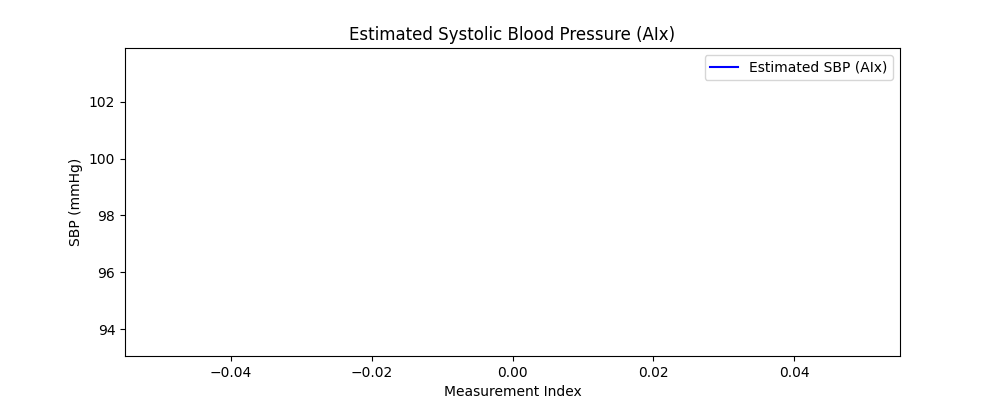 Estimated Systolic Blood Pressure (AIx)
Estimated SBP (AIx)
102
100
98
96
94
SBP (mmHg)
−0.04 −0.02 0.00 0.02 0.04
Measurement Index